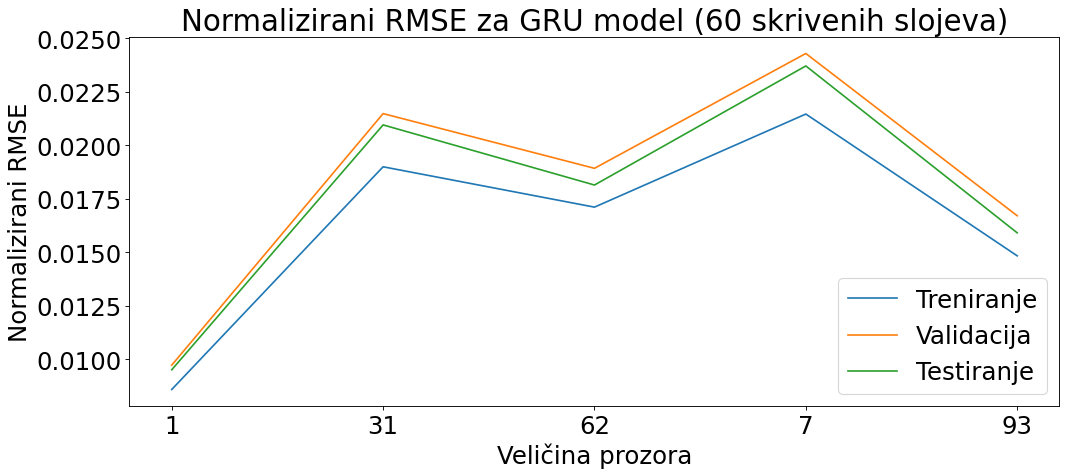 Normalizirani RMSE za GRU model (60 skrivenih slojeva)
Normalizirani RMSE
0.0250
0.0225
0.0200
0.0175
0.0150
0.0125
0.0100
1 31 62 7 93
Veličina prozora
Treniranje
Validacija
Testiranje